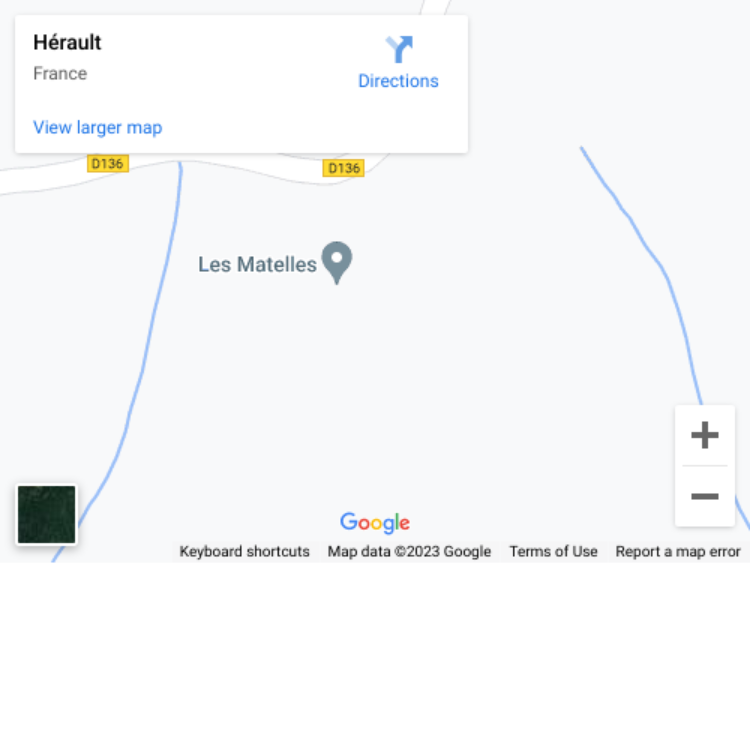 Hérault
France
Directions
View larger map
D136
D136
Les Matelles
Google
Keyboard shortcuts Map data ©2023 Google Terms of Use Report a map error